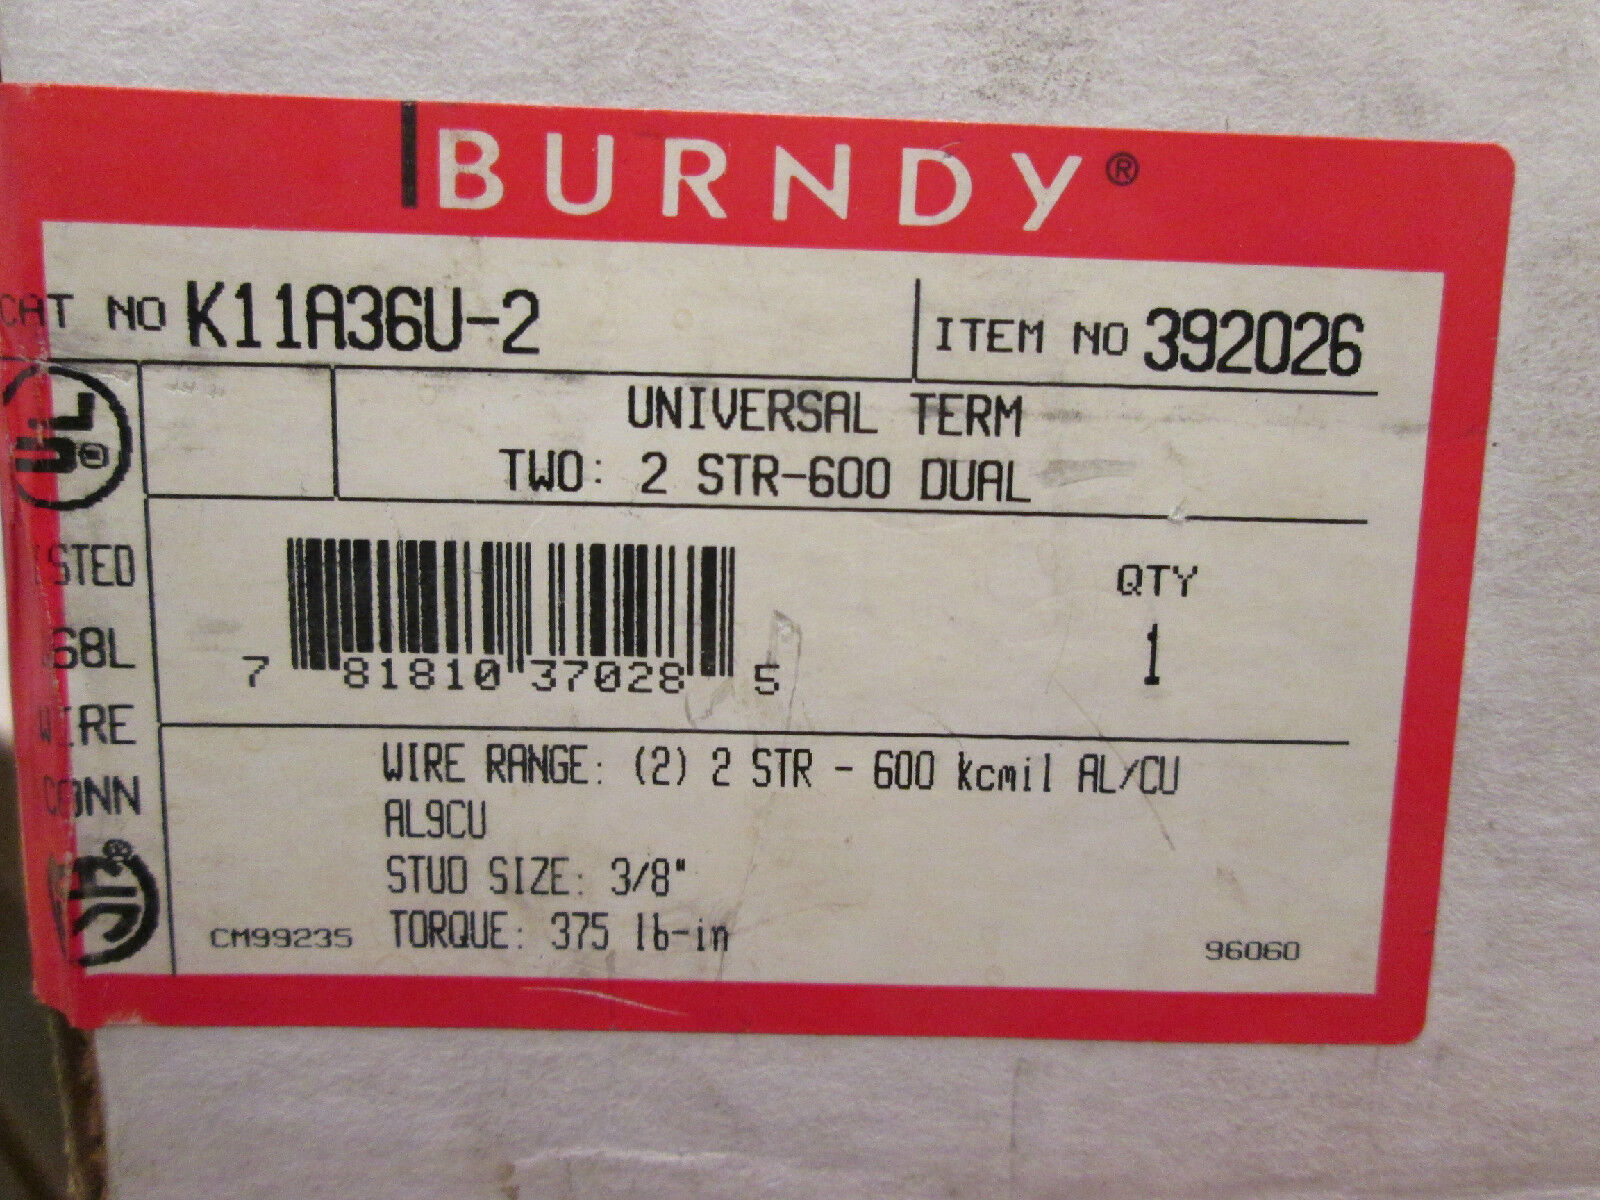 BURNDY®
CAT NO K11A36U-2
ITEM NO 392026
UNIVERSAL TERM
TWO: 2 STR-600 DUAL
UL®
STED
68L
WIRE
CONN
7 81810 37028 5
QTY
1
WIRE RANGE: (2) 2 STR - 600 kcmil AL/CU
AL9CU
STUD SIZE: 3/8"
TORQUE: 375 lb-in
CM99235
96060